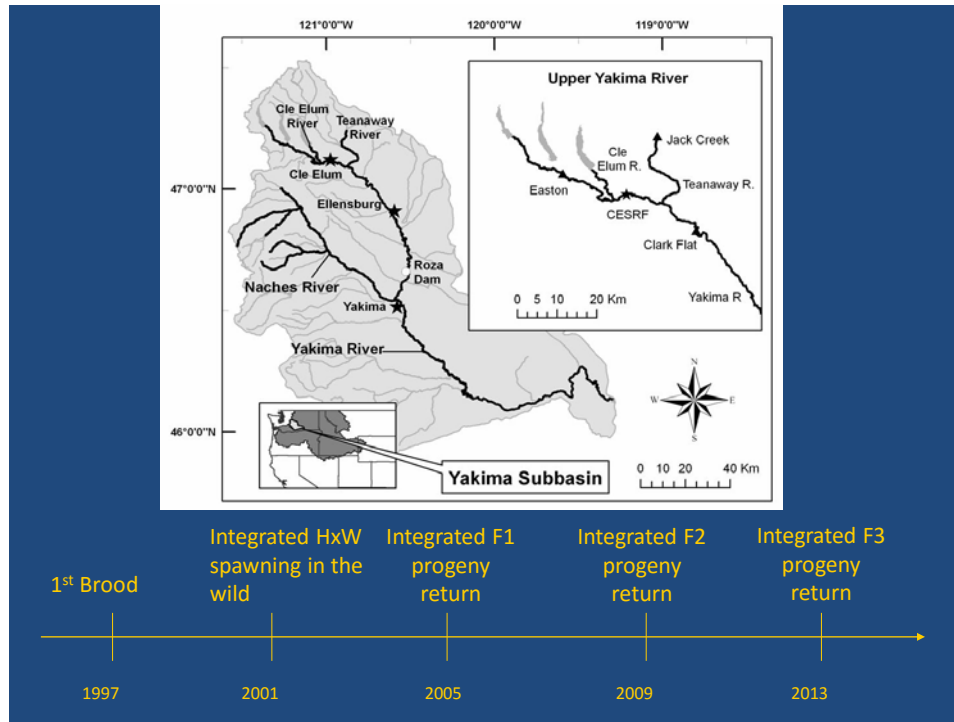 121°0'0"W
120°0'0"W
119°0'0"W
Cle Elum
River
Teanaway
River
Cle Elum
47°0'0"N
Ellensburg
Roza
Dam
Naches River
Yakima
Yakima River
46°0'0"N
Yakima Subbasin
Upper Yakima River
Jack Creek
Cle
Elum R.
Teanaway R.
Easton
CESRF
Clark Flat
Yakima R
0 5 10 20 Km
N
W
E
S
0 10 20 40 Km
1st Brood
Integrated HxW
spawning in the
wild
Integrated F1
progeny
return
Integrated F2
progeny
return
Integrated F3
progeny
return
1997
2001
2005
2009
2013